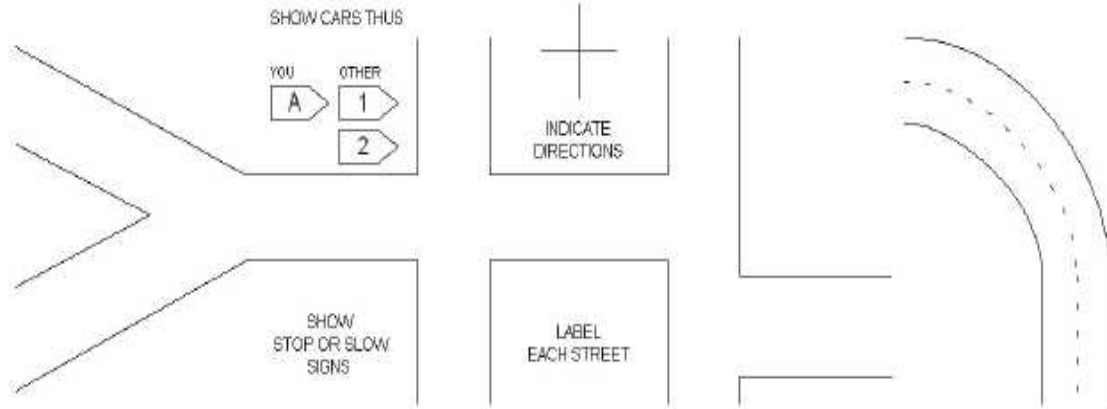 SHOW CARS THUS
YOU OTHER
A 1
2
INDICATE
DIRECTIONS
SHOW
STOP OR SLOW
SIGNS
LABEL
EACH STREET